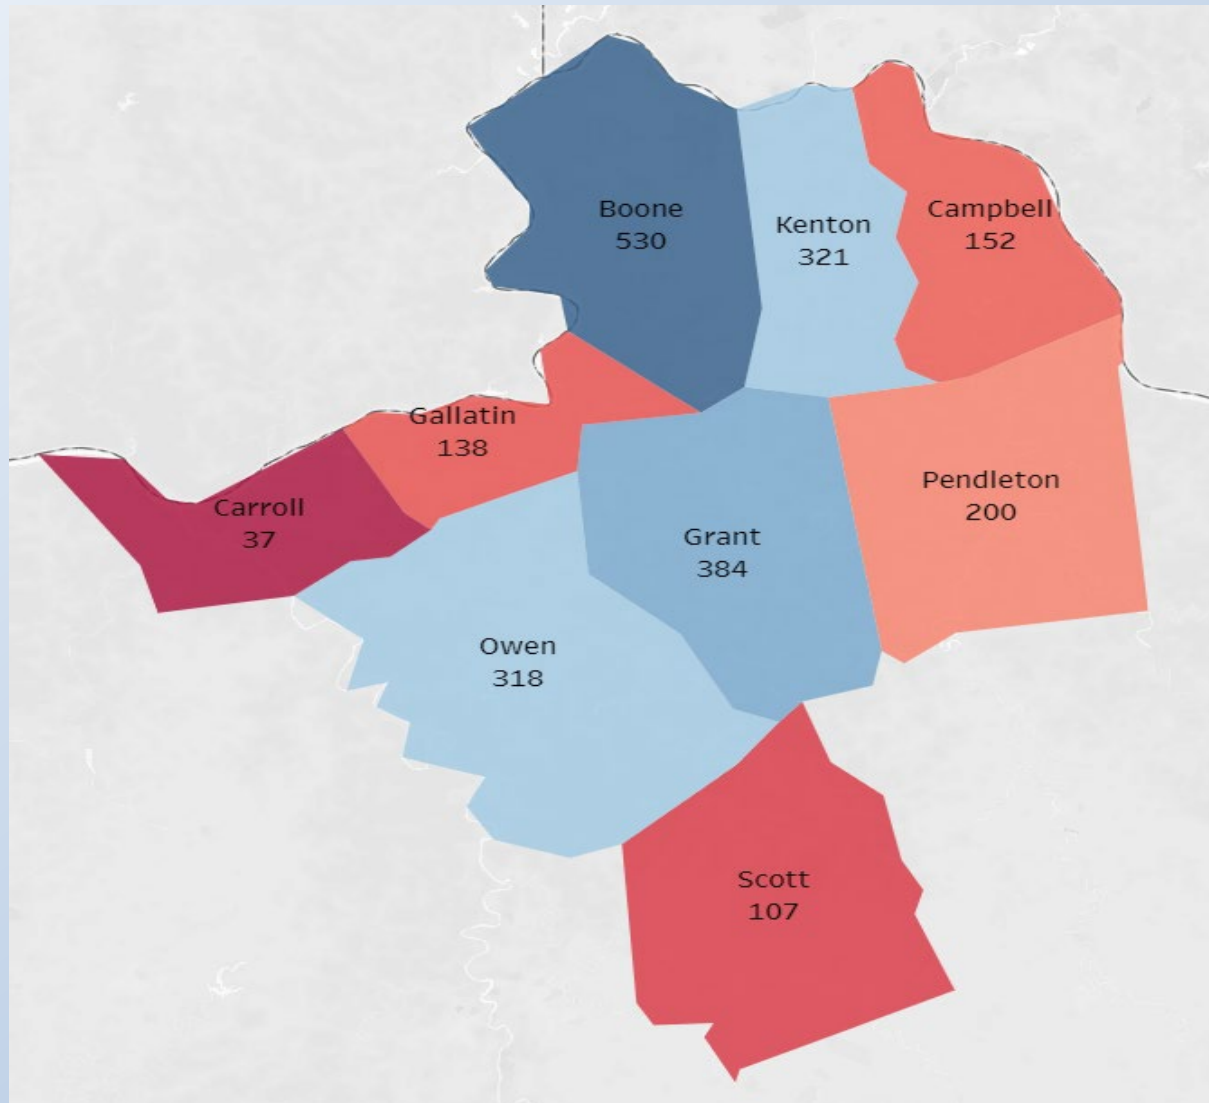 Boone
530
Kenton
321
Campbell
152
Gallatin
138
Carroll
37
Pendleton
200
Grant
384
Owen
318
Scott
107